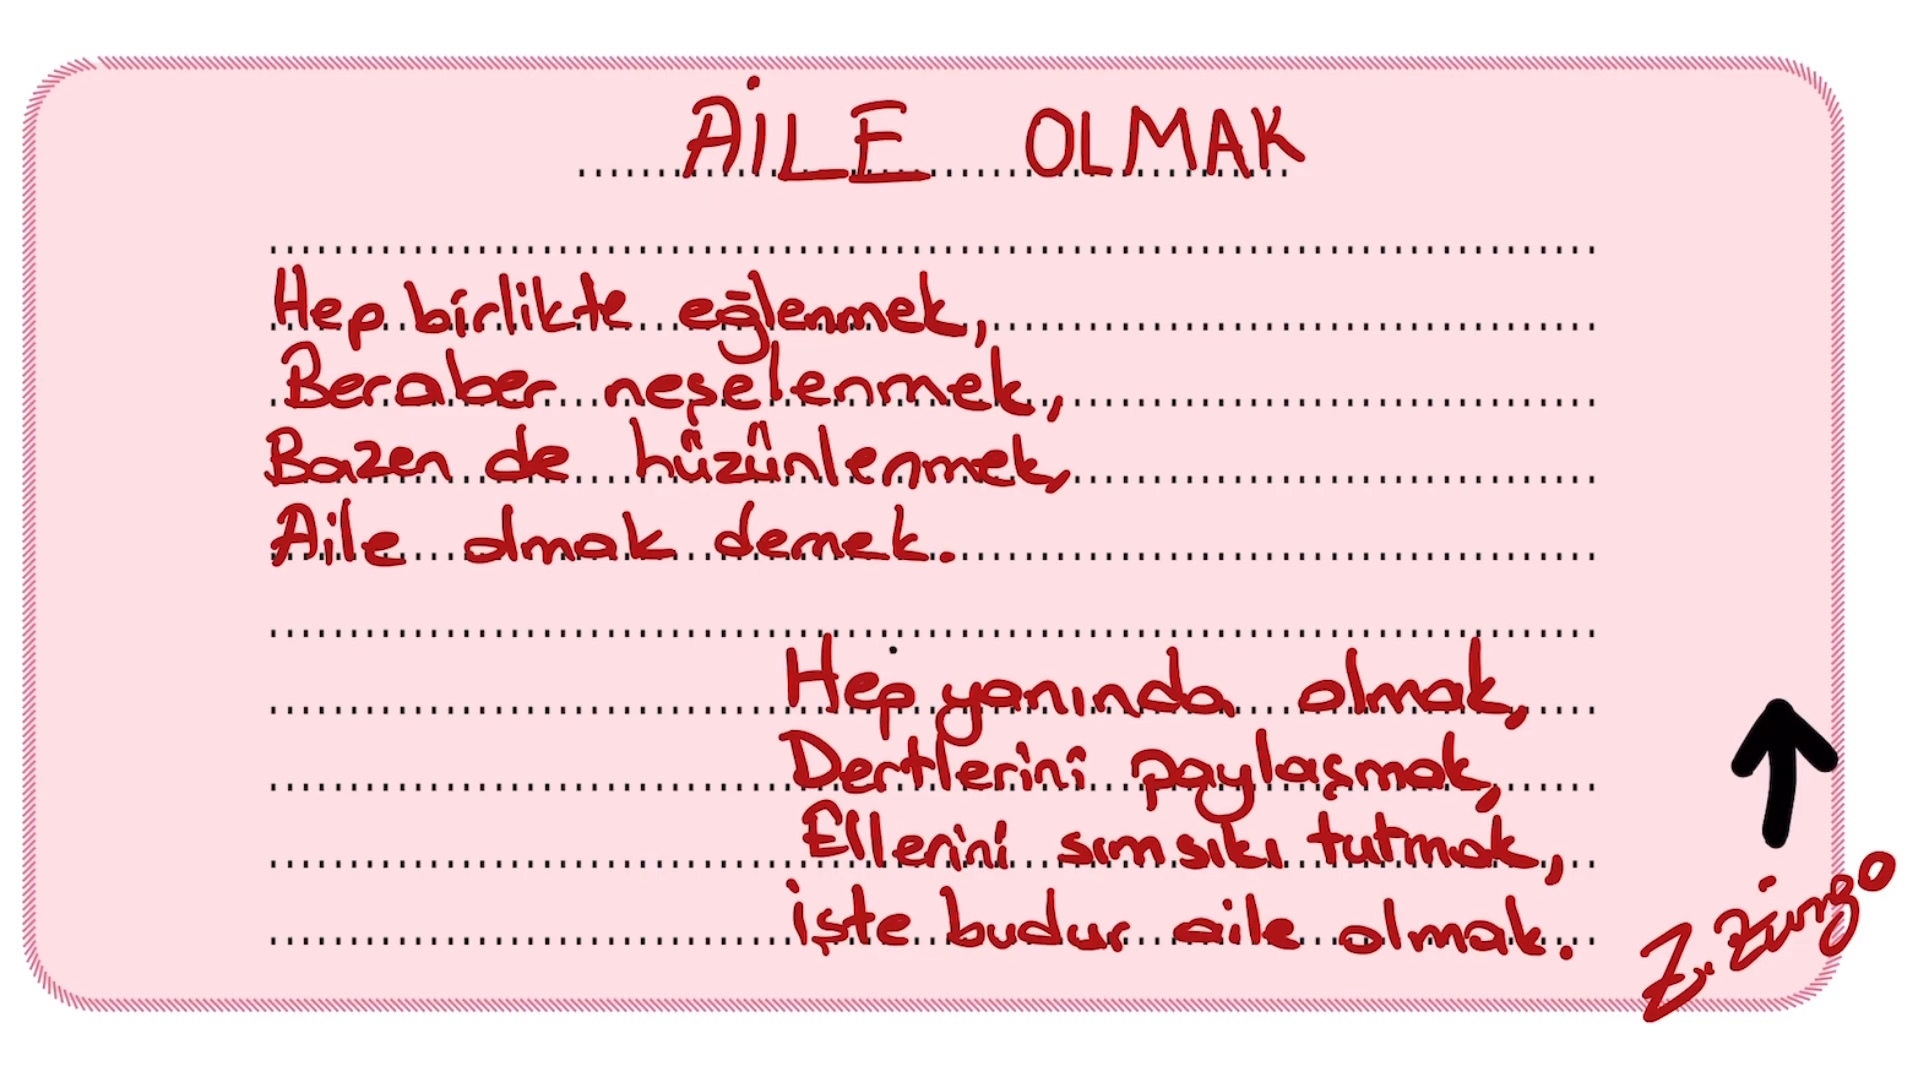 AİLE OLMAK
Hep birlikte eğlenmek,
Beraber neşelenmek,
Bazen de hüzünlenmek,
Aile olmak demek.
Hep yanında olmak,
Dertlerini paylaşmak,
Ellerini sımsıkı tutmak,
İşte budur aile olmak.